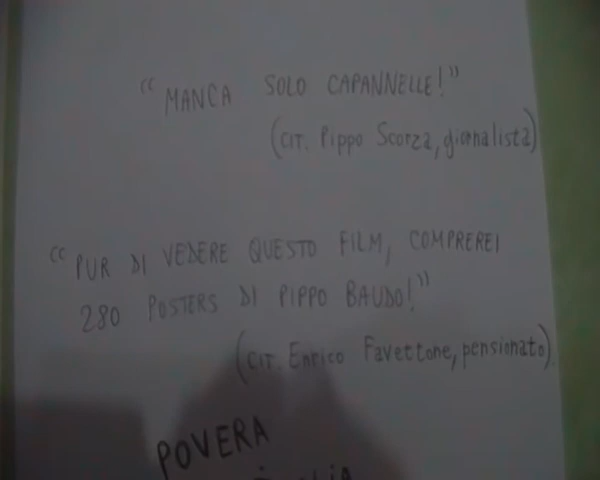 “MANCA SOLO CAPANNELLE!”
(CIT. Pippo Scorza, giornalista)
“PUR DI VEDERE QUESTO FILM, COMPREREI
280 POSTERS DI PIPPO BAUDO!”
(CIT. Enrico Favettone, pensionato)
POVERA